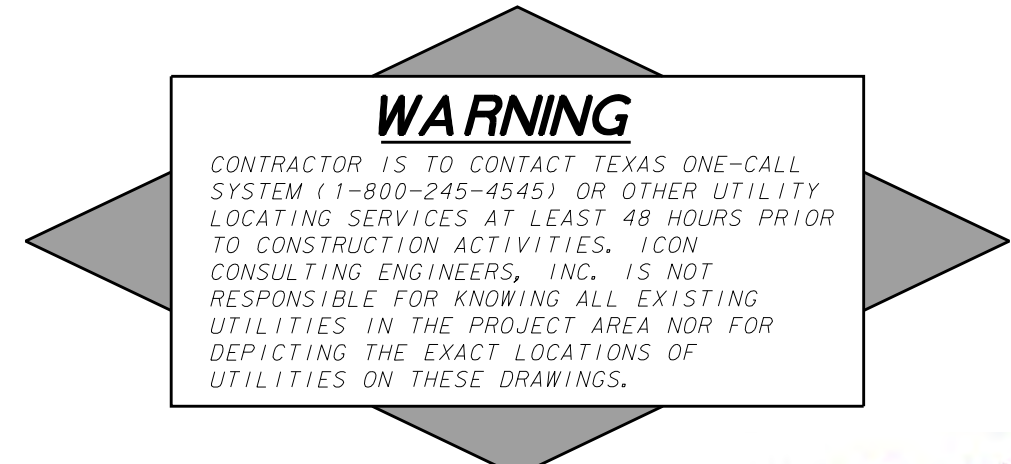 WARNING
CONTRACTOR IS TO CONTACT TEXAS ONE-CALL
SYSTEM (1-800-245-4545) OR OTHER UTILITY
LOCATING SERVICES AT LEAST 48 HOURS PRIOR
TO CONSTRUCTION ACTIVITIES. ICON
CONSULTING ENGINEERS, INC. IS NOT
RESPONSIBLE FOR KNOWING ALL EXISTING
UTILITIES IN THE PROJECT AREA NOR FOR
DEPICTING THE EXACT LOCATIONS OF
UTILITIES ON THESE DRAWINGS.